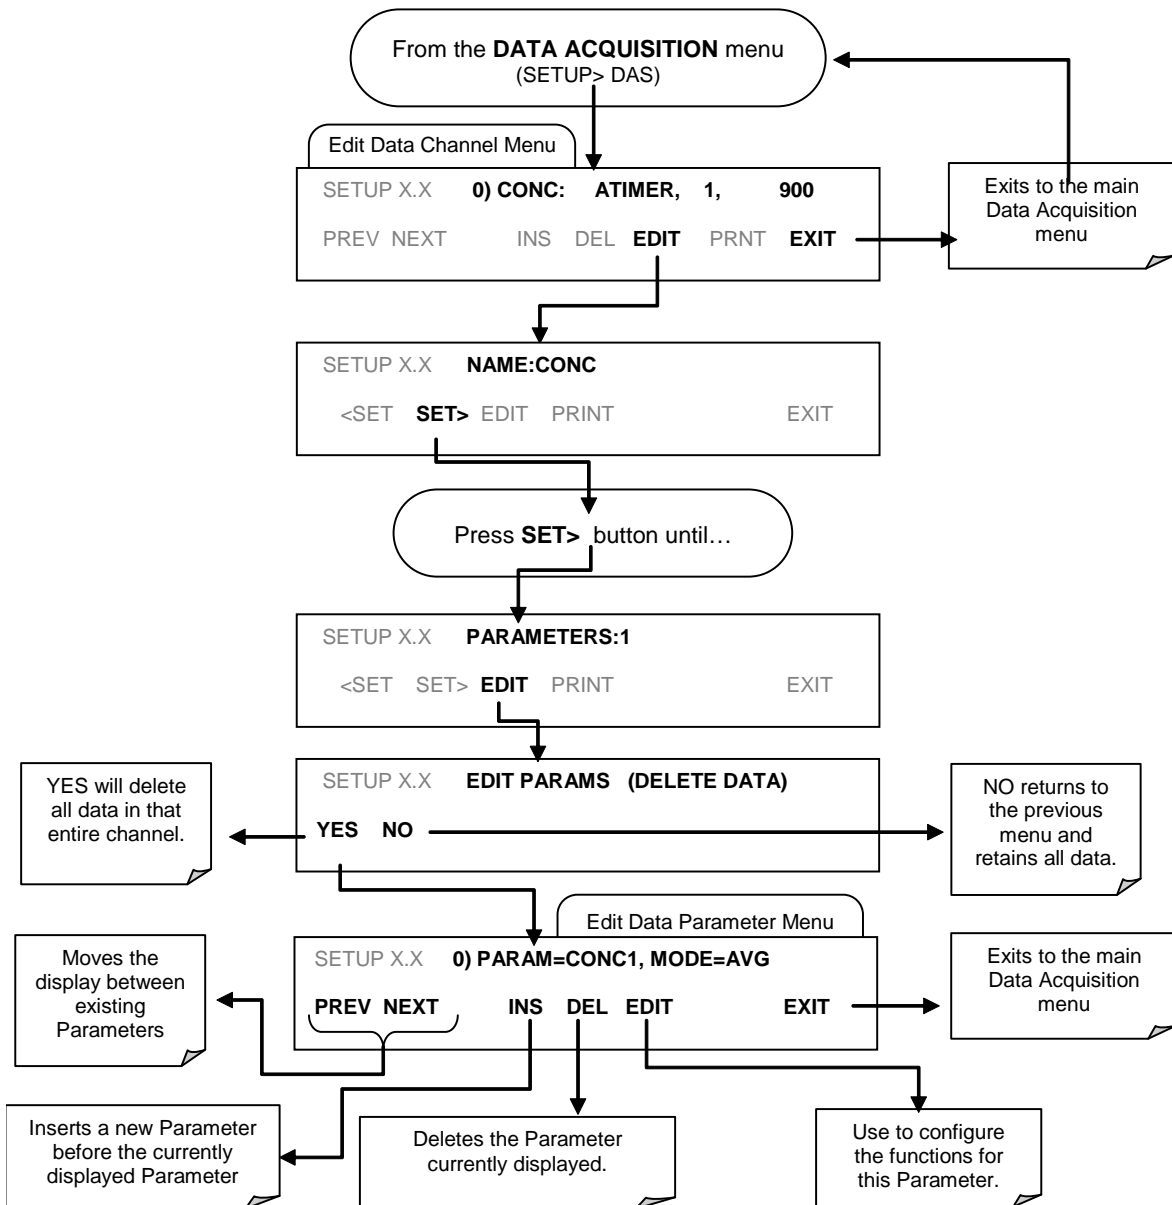 From the DATA ACQUISITION menu
(SETUP> DAS)
Edit Data Channel Menu
SETUP X.X 0) CONC: ATIMER, 1, 900
PREV NEXT INS DEL EDIT PRNT EXIT
Exits to the main
Data Acquisition
menu
SETUP X.X NAME:CONC
<SET SET> EDIT PRINT EXIT
Press SET> button until…
SETUP X.X PARAMETERS:1
<SET SET> EDIT PRINT EXIT
YES will delete
all data in that
entire channel.
SETUP X.X EDIT PARAMS (DELETE DATA)
YES NO
NO returns to
the previous
menu and
retains all data.
Edit Data Parameter Menu
Moves the
display between
existing
Parameters
SETUP X.X 0) PARAM=CONC1, MODE=AVG
PREV NEXT INS DEL EDIT EXIT
Exits to the main
Data Acquisition
menu
Inserts a new Parameter
before the currently
displayed Parameter
Deletes the Parameter
currently displayed.
Use to configure
the functions for
this Parameter.